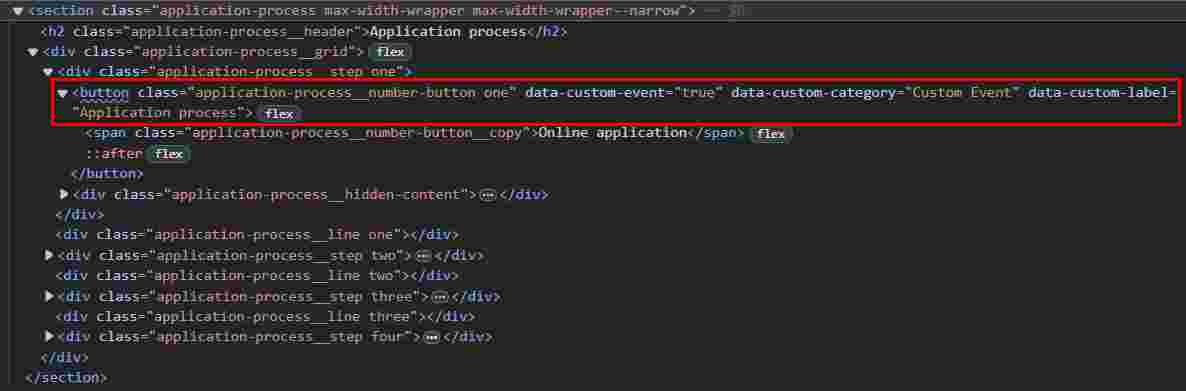 <section class="application-process max-width-wrapper max-width-wrapper--narrow">
<h2 class="application-process__header">Application process</h2>
<div class="application-process__grid"> flex
<div class="application-process__step one">
<button class="application-process__number-button one" data-custom-event="true" data-custom-category="Custom Event" data-custom-label=
"Application process"> flex
<span class="application-process__number-button__copy">Online application</span> flex
::after flex
</button>
<div class="application-process__hidden-content">…</div>
</div>
<div class="application-process__line one"></div>
<div class="application-process__step two">…</div>
<div class="application-process__line two"></div>
<div class="application-process__step three">…</div>
<div class="application-process__line three"></div>
<div class="application-process__step four">…</div>
</div>
</section>